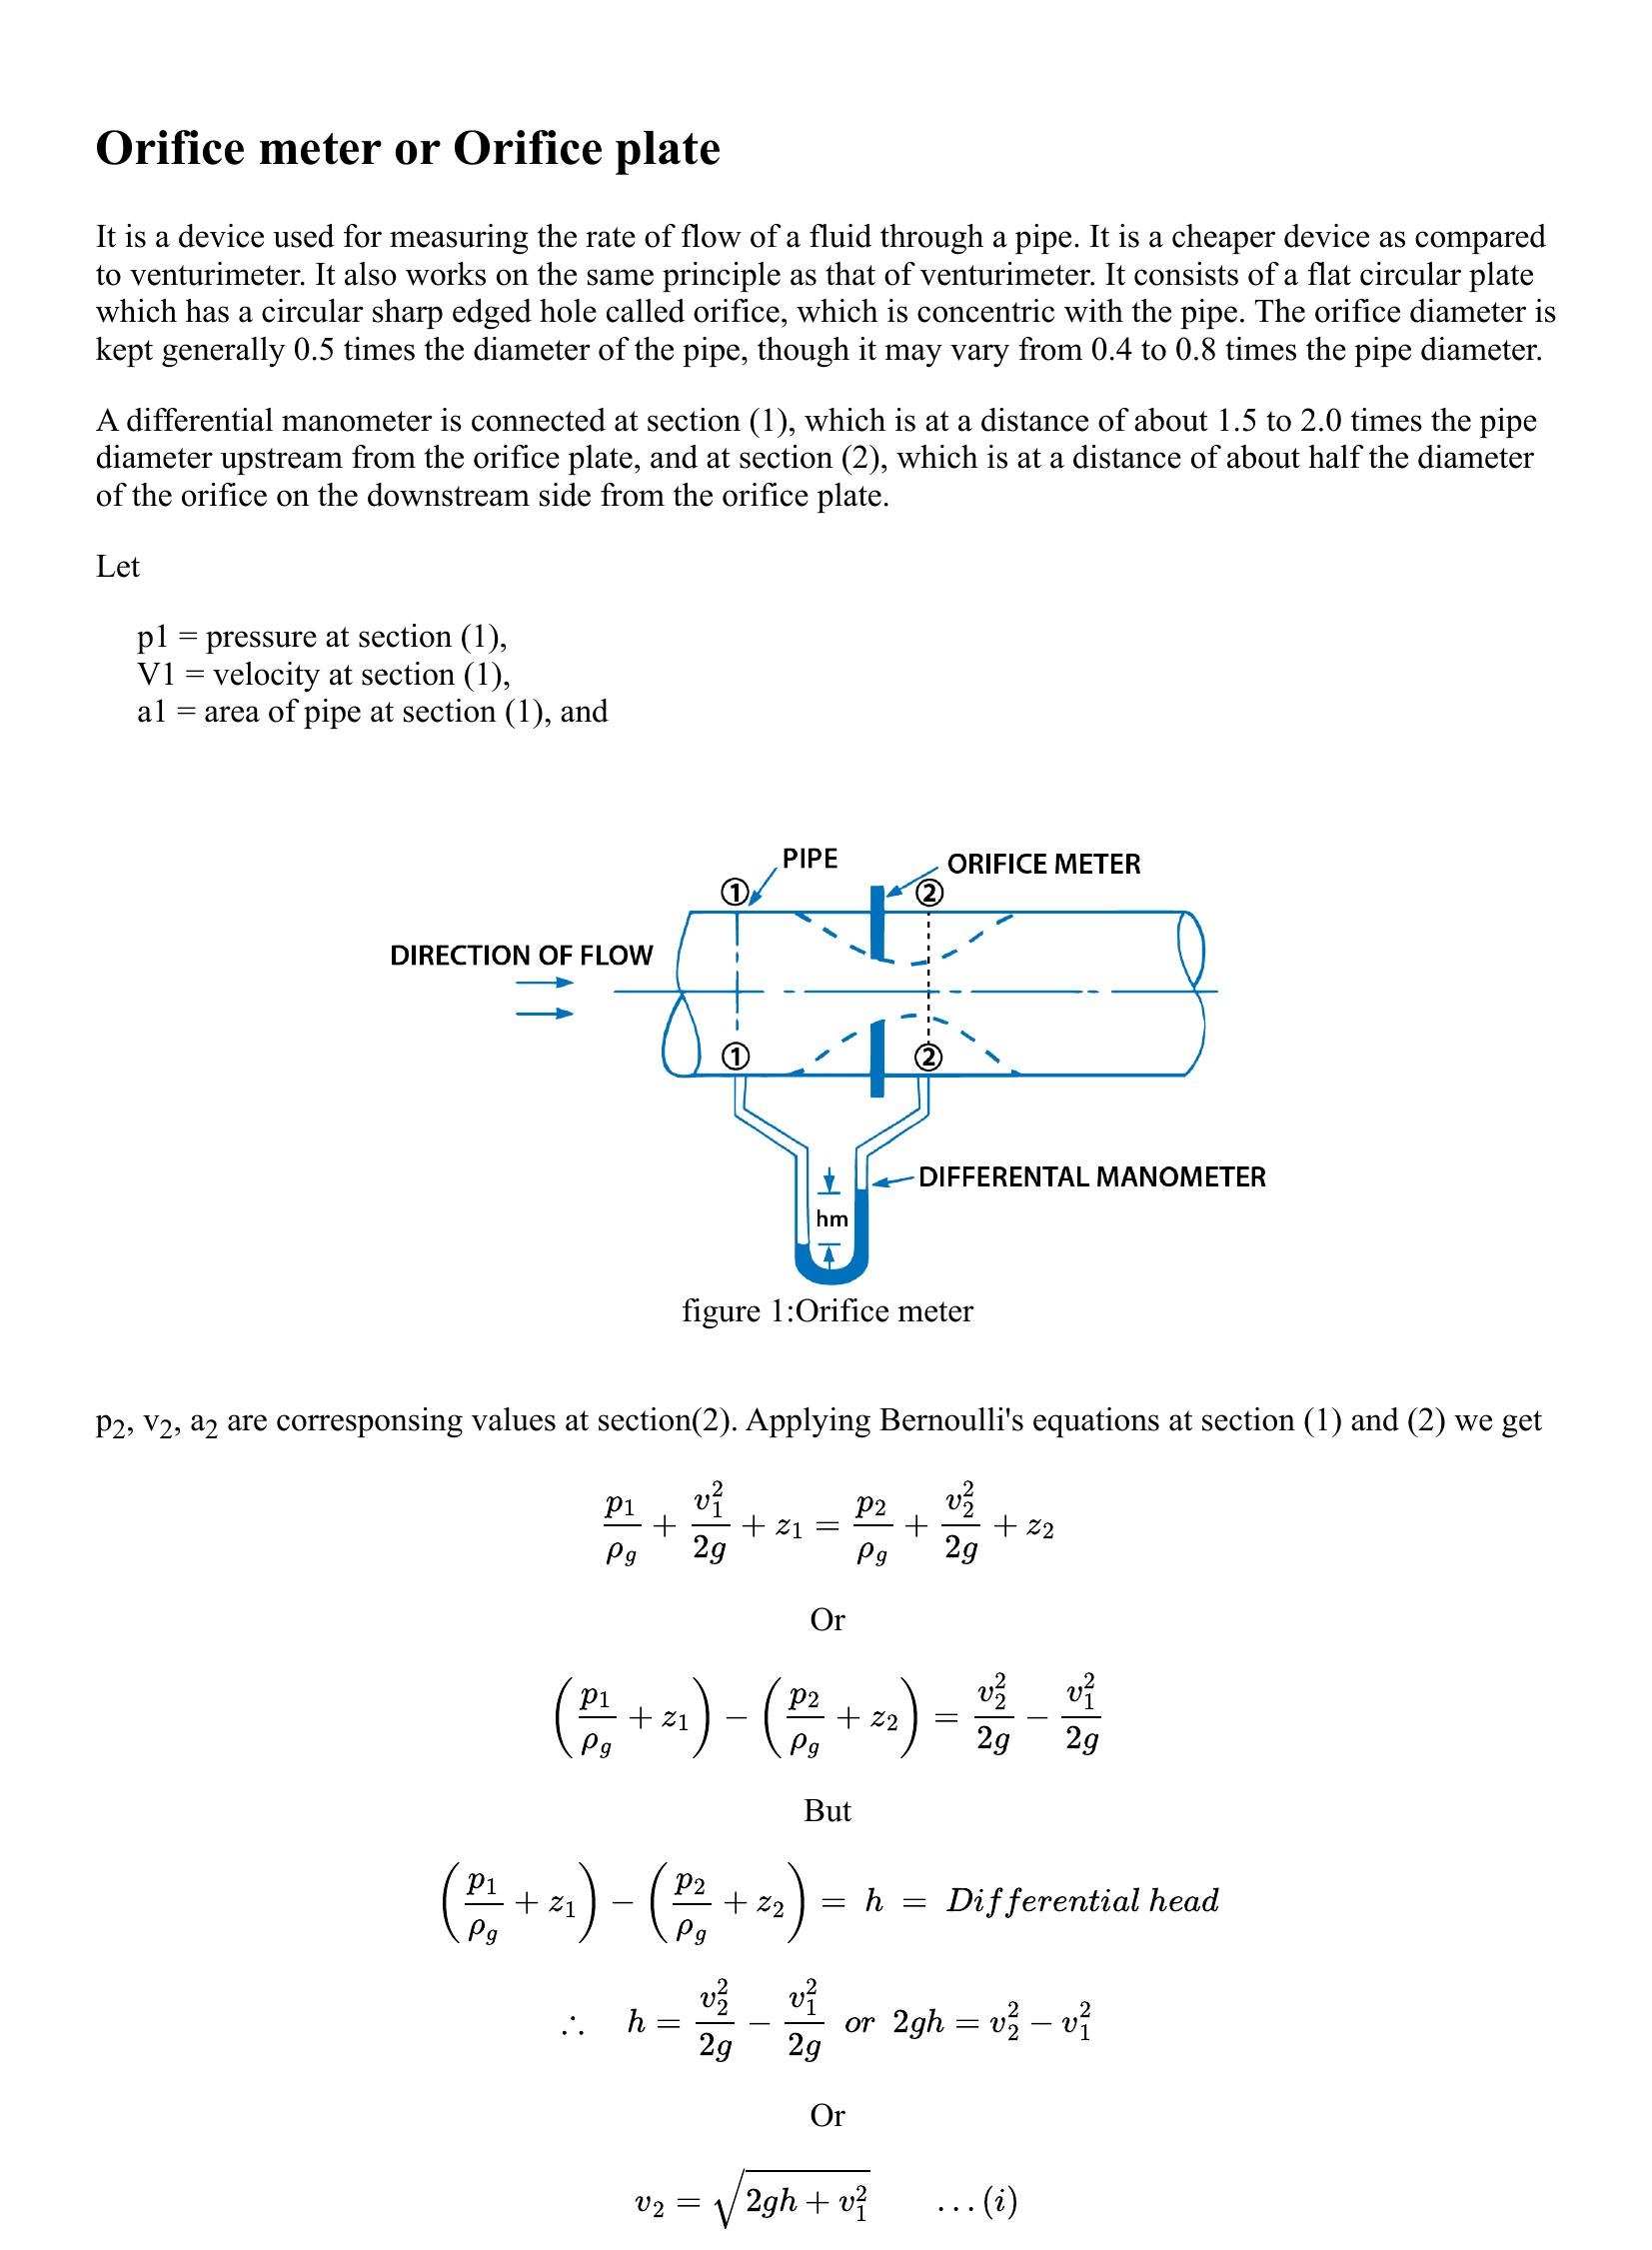 Orifice meter or Orifice plate
It is a device used for measuring the rate of flow of a fluid through a pipe. It is a cheaper device as compared
to venturimeter. It also works on the same principle as that of venturimeter. It consists of a flat circular plate
which has a circular sharp edged hole called orifice, which is concentric with the pipe. The orifice diameter is
kept generally 0.5 times the diameter of the pipe, though it may vary from 0.4 to 0.8 times the pipe diameter.
A differential manometer is connected at section (1), which is at a distance of about 1.5 to 2.0 times the pipe
diameter upstream from the orifice plate, and at section (2), which is at a distance of about half the diameter
of the orifice on the downstream side from the orifice plate.
Let
p1 = pressure at section (1),
V1 = velocity at section (1),
a1 = area of pipe at section (1), and
PIPE
ORIFICE METER
① ②
DIRECTION OF FLOW
① ②
DIFFERENTAL MANOMETER
hm
figure 1:Orifice meter
p₂, v₂, a₂ are corresponsing values at section(2). Applying Bernoulli's equations at section (1) and (2) we get
\frac{p_1}{\rho_g} + \frac{v_1^2}{2g} + z_1 = \frac{p_2}{\rho_g} + \frac{v_2^2}{2g} + z_2
Or
\left(\frac{p_1}{\rho_g} + z_1\right) - \left(\frac{p_2}{\rho_g} + z_2\right) = \frac{v_2^2}{2g} - \frac{v_1^2}{2g}
But
\left(\frac{p_1}{\rho_g} + z_1\right) - \left(\frac{p_2}{\rho_g} + z_2\right) = h = Differential head
∴ h = \frac{v_2^2}{2g} - \frac{v_1^2}{2g} or 2gh = v_2^2 - v_1^2
Or
v_2 = \sqrt{2gh + v_1^2} ...(i)